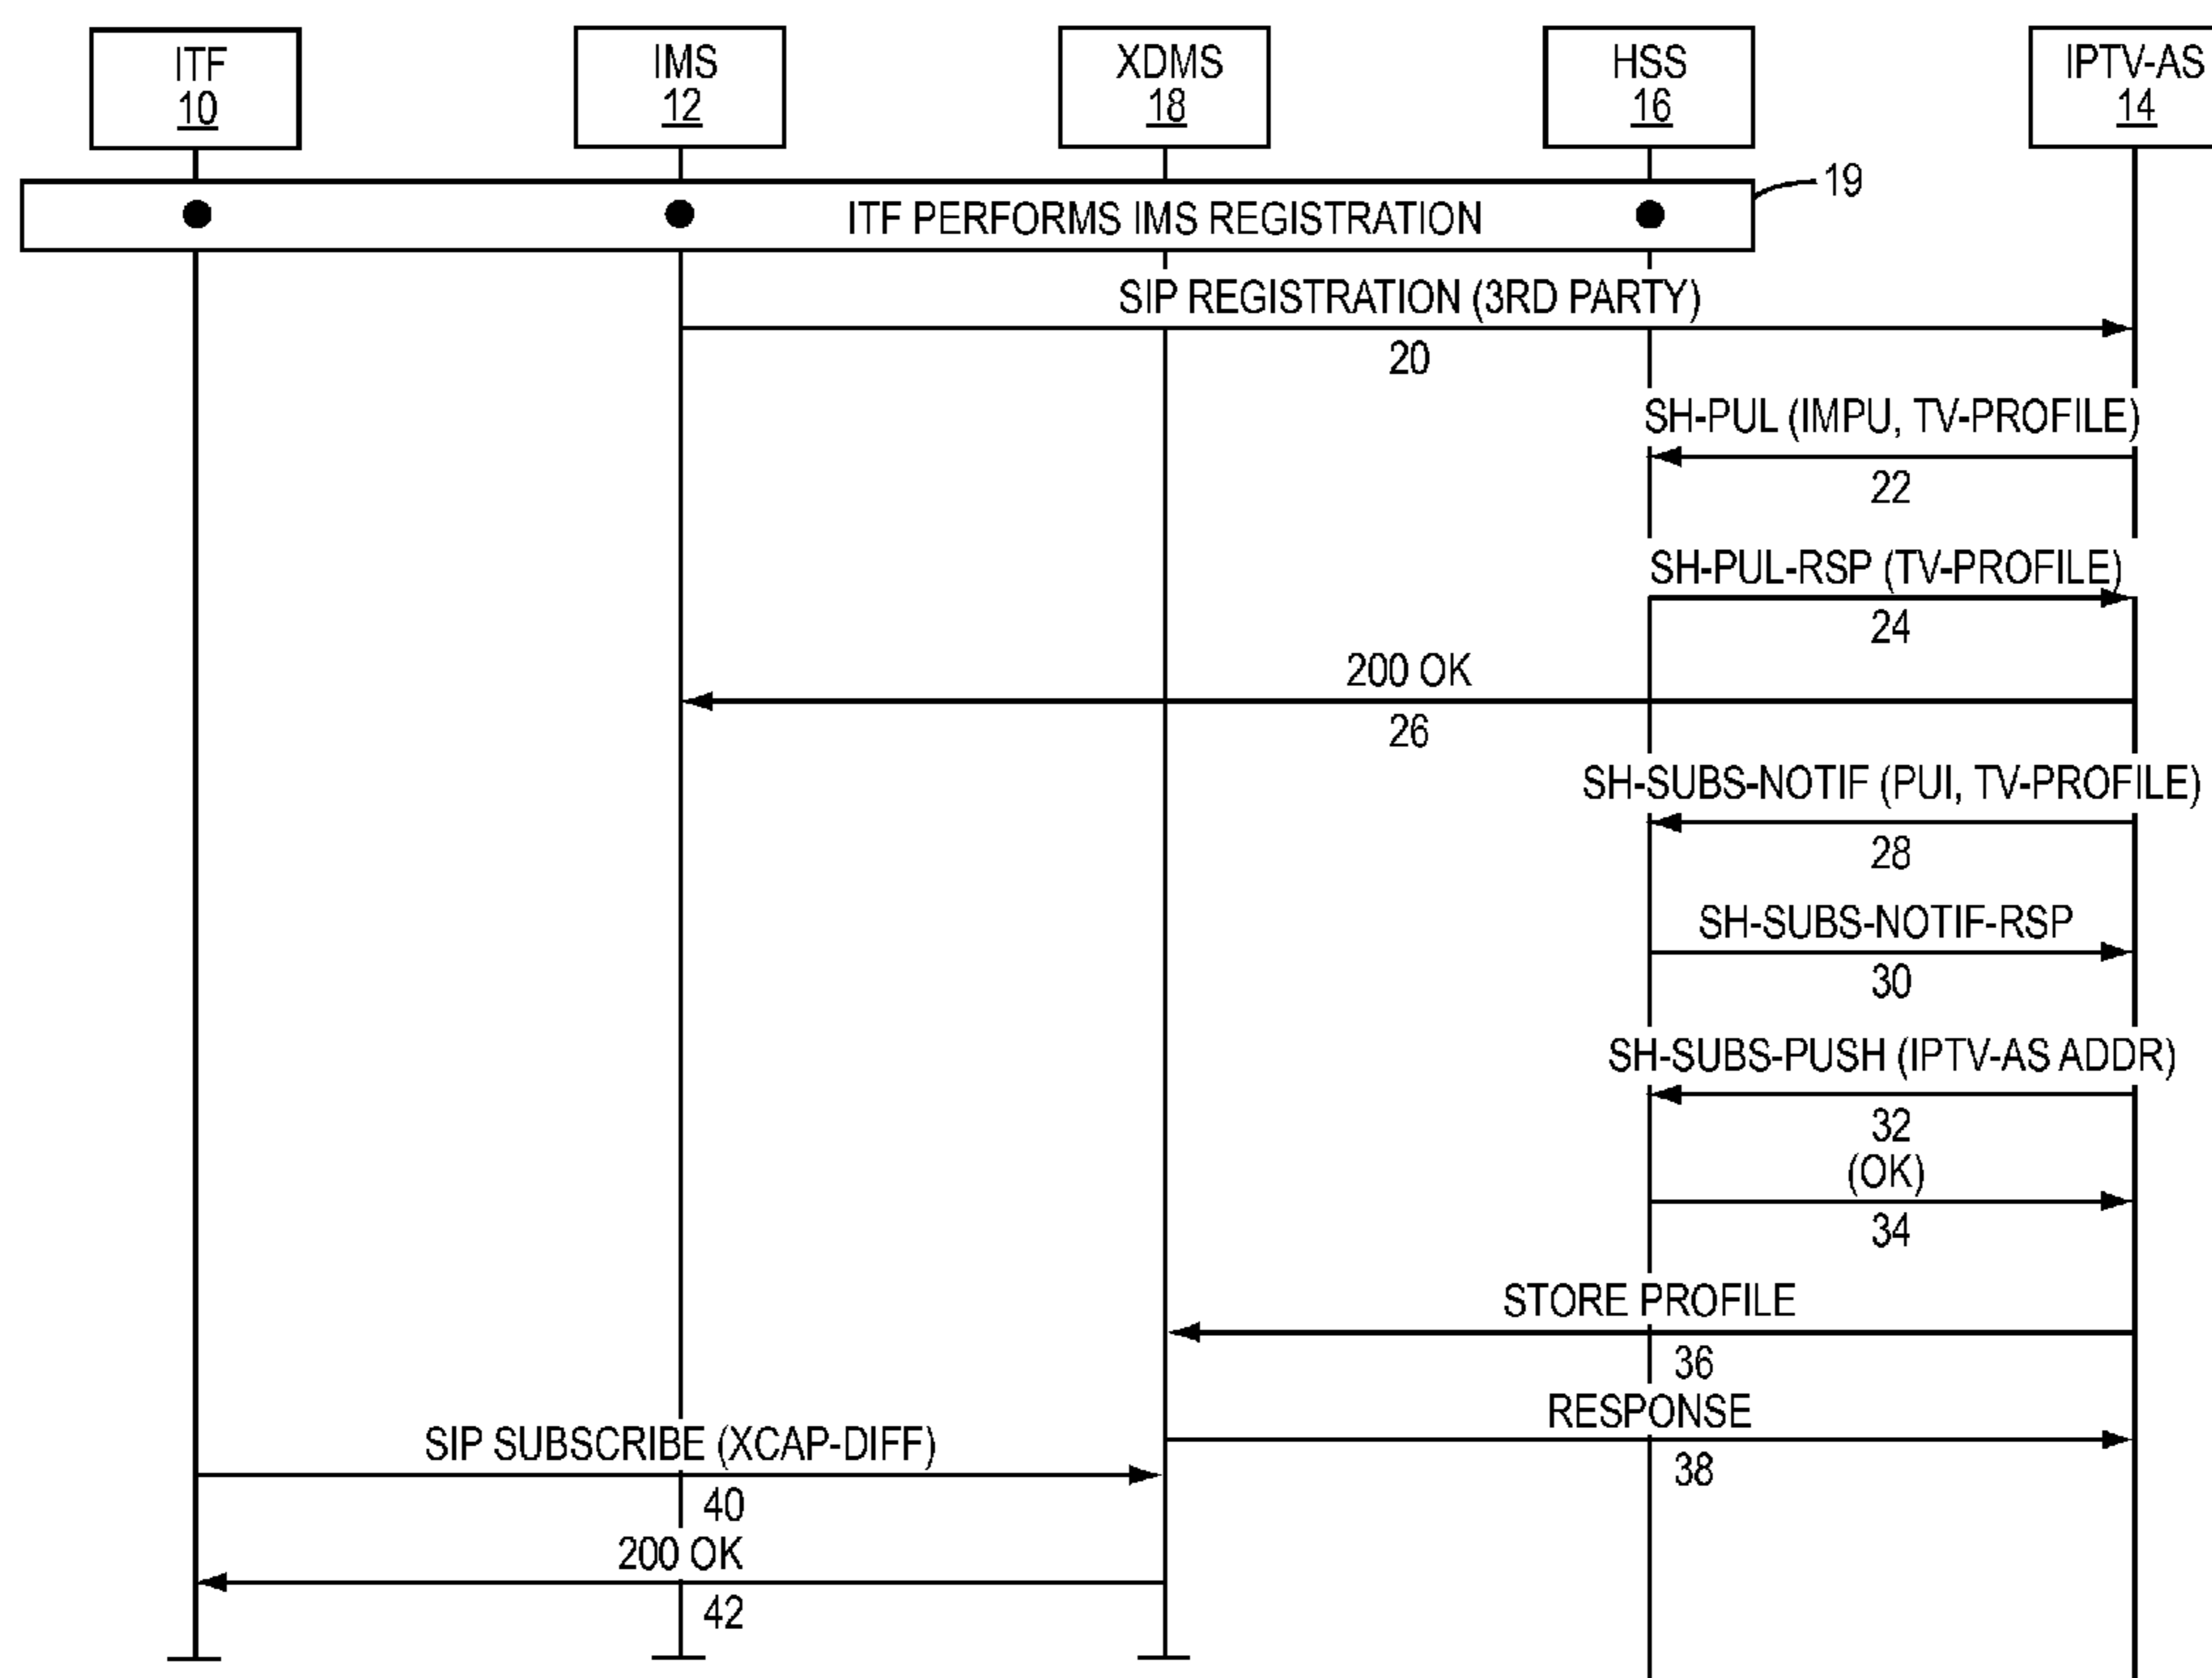 ITF
10
IMS
12
XDMS
18
HSS
16
IPTV-AS
14
19
ITF PERFORMS IMS REGISTRATION
SIP REGISTRATION (3RD PARTY)
20
SH-PUL (IMPU, TV-PROFILE)
22
SH-PUL-RSP (TV-PROFILE)
24
200 OK
26
SH-SUBS-NOTIF (PUI, TV-PROFILE)
28
SH-SUBS-NOTIF-RSP
30
SH-SUBS-PUSH (IPTV-AS ADDR)
32
(OK)
34
STORE PROFILE
36
RESPONSE
38
SIP SUBSCRIBE (XCAP-DIFF)
40
200 OK
42